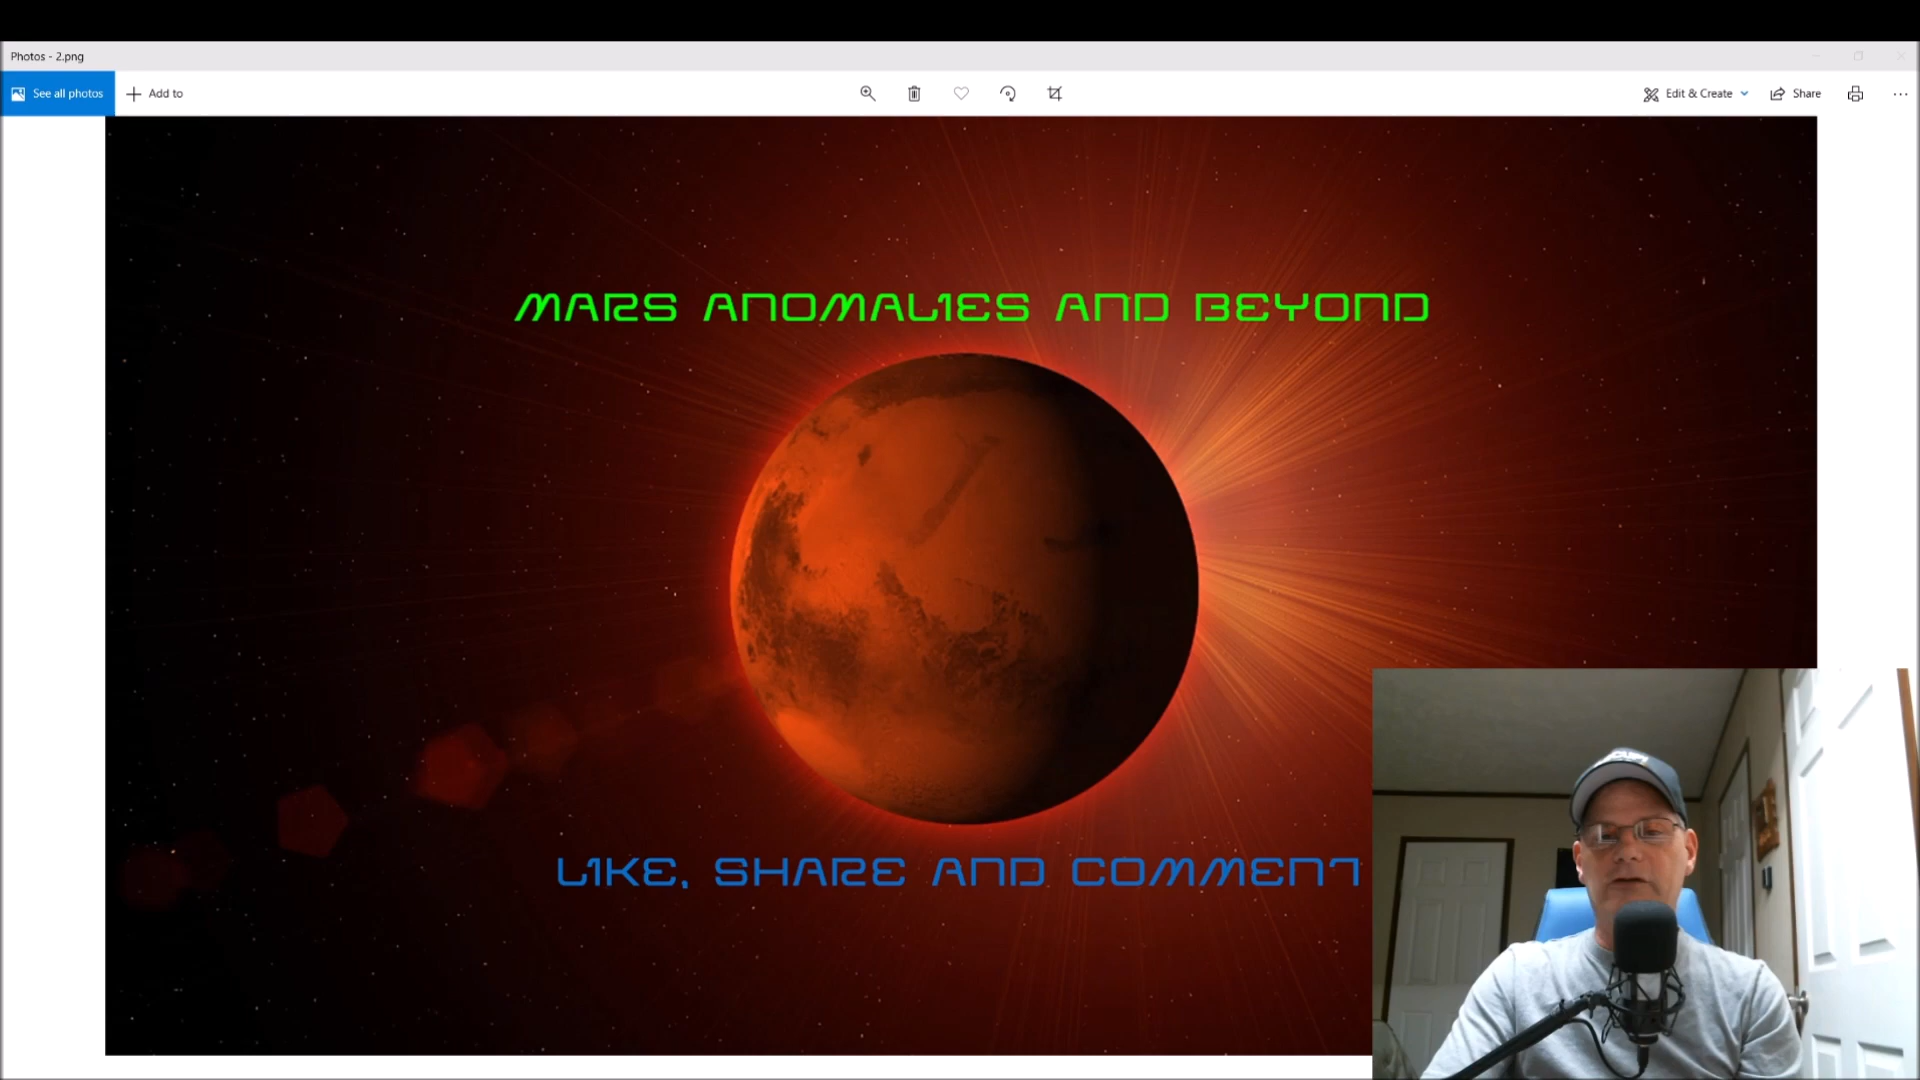 Photos - 2.png
See all photos
Add to
Edit & Create
Share
MARS ANOMALIES AND BEYOND
LIKE, SHARE AND COMMENT